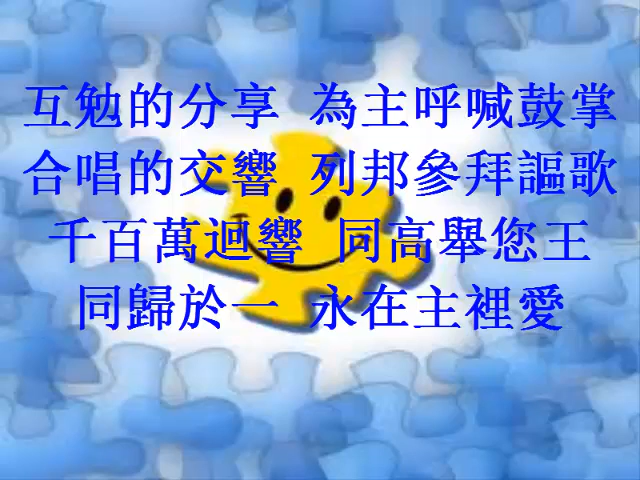 互勉的分享 為主呼喊鼓掌
合唱的交響 列邦參拜謳歌
千百萬迴響 同高舉您王
同歸於一 永在主裡愛